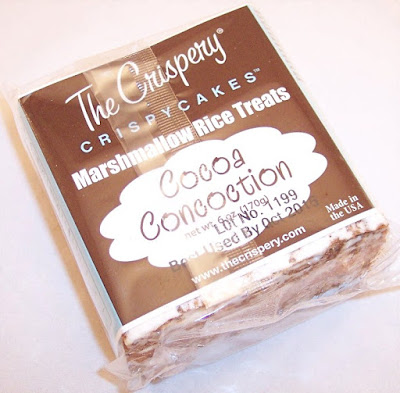 The Crispery®
CRISPYCAKES™
Marshmallow Rice Treats
Cocoa
Concoction
net wt. 6 oz (170g)
LOT No. 1199
Best Used By Oct 2016
Made in
the USA
www.thecrispery.com